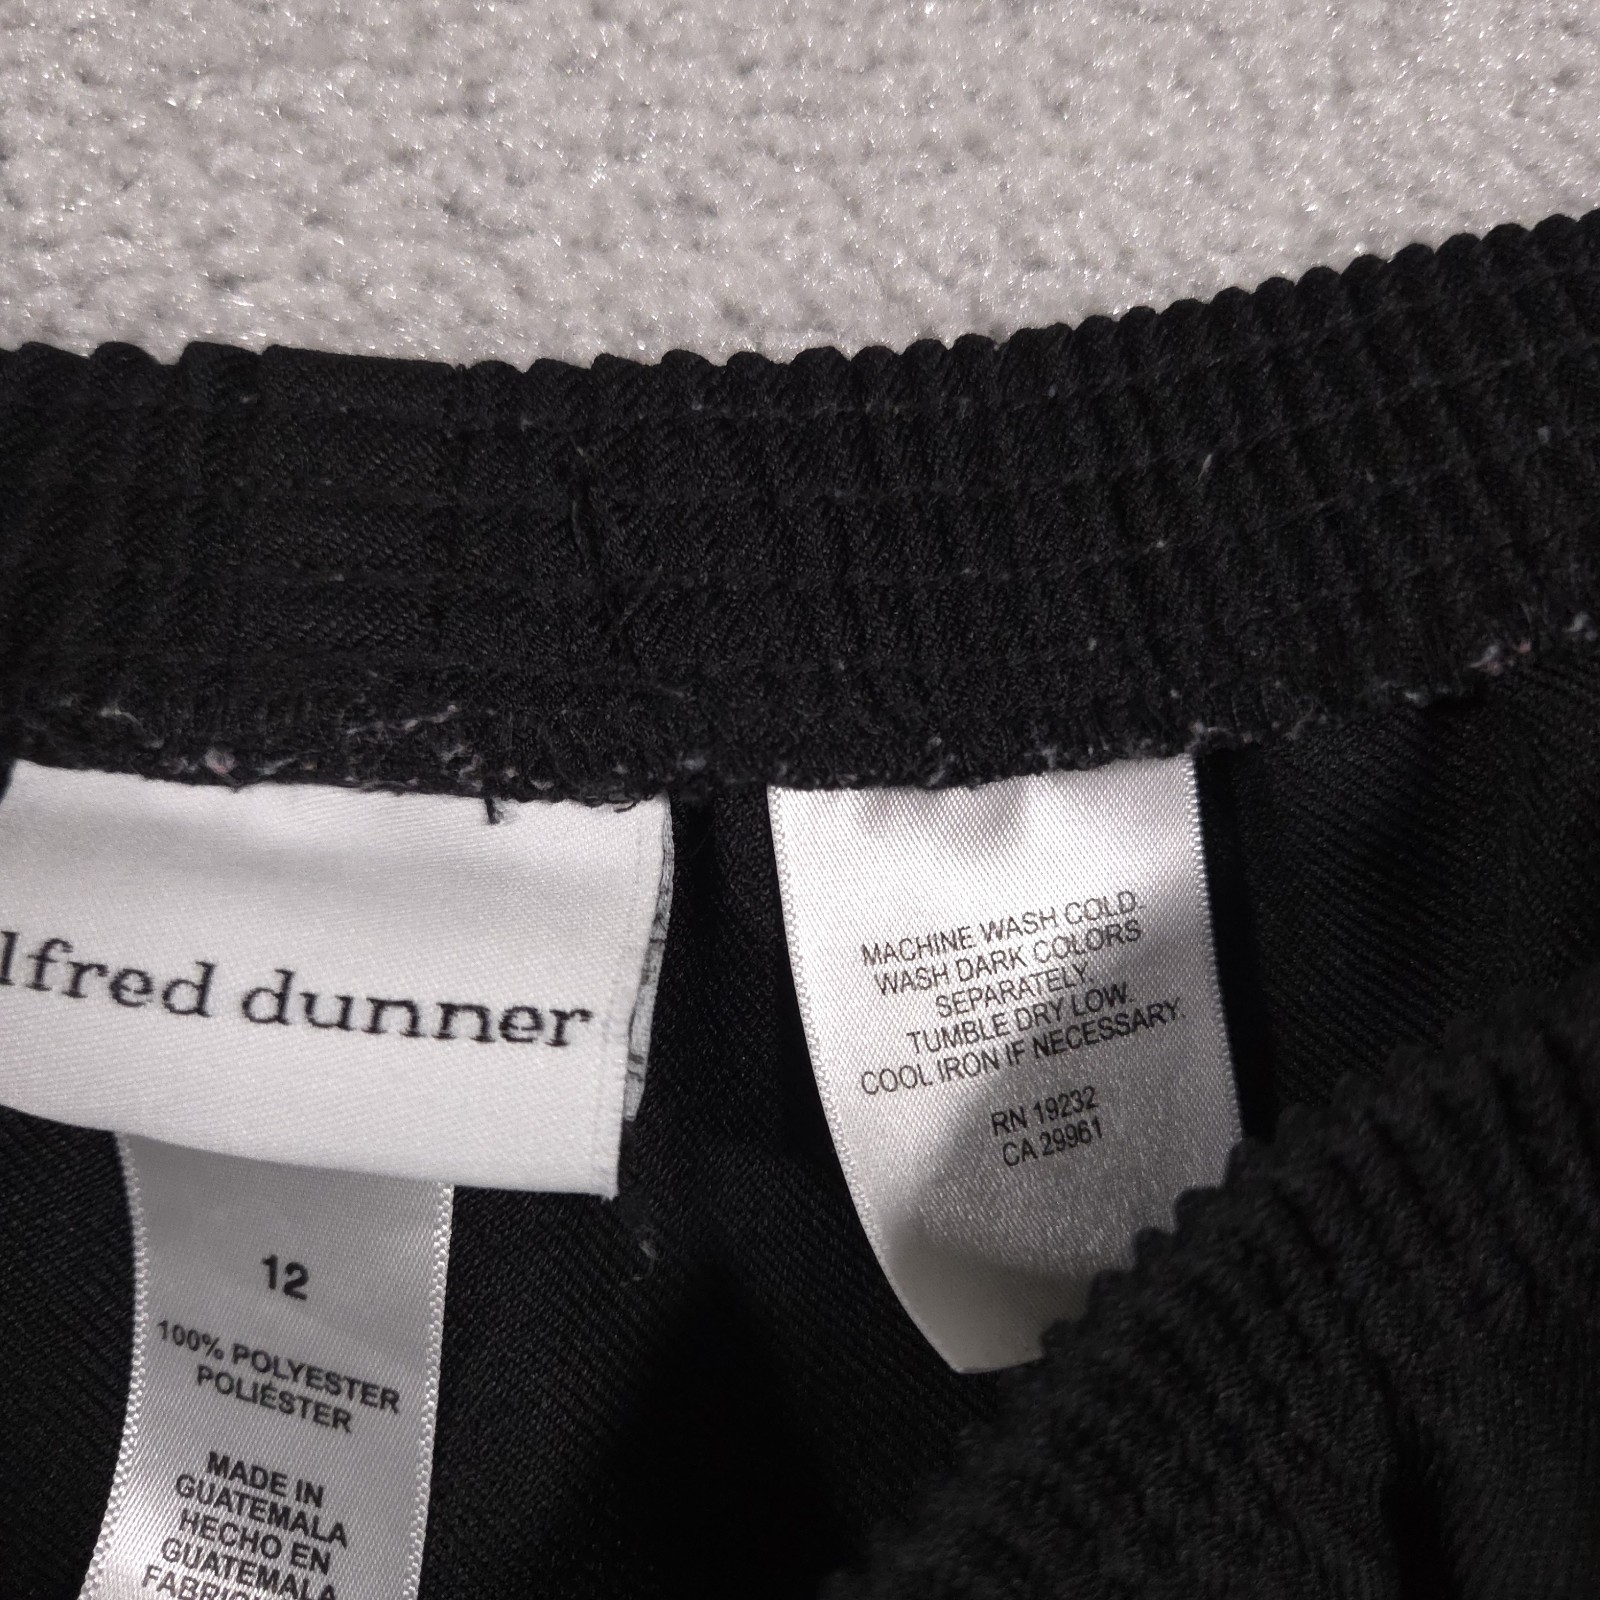 lfred dunner
12
100% POLYESTER
POLIÉSTER
MADE IN
GUATEMALA
HECHO EN
GUATEMALA
MACHINE WASH COLD.
WASH DARK COLORS
SEPARATELY.
TUMBLE DRY LOW.
COOL IRON IF NECESSARY.
RN 19232
CA 29961